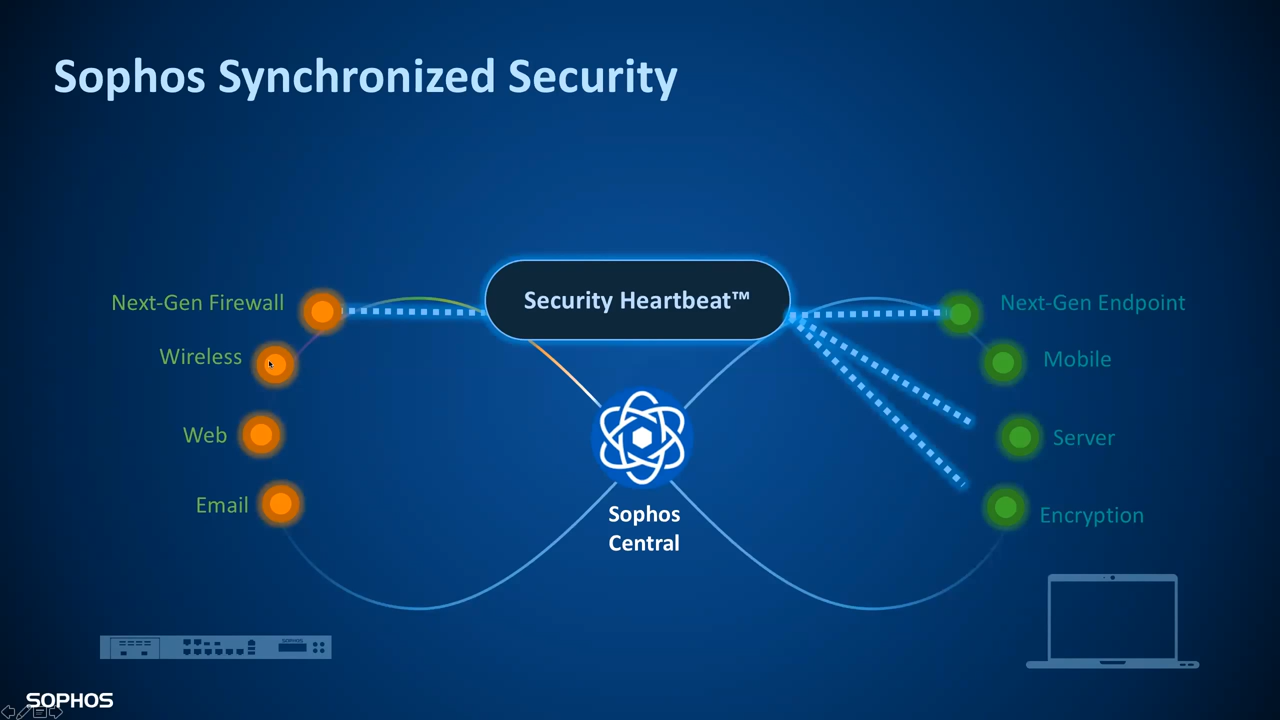 Sophos Synchronized Security
Security Heartbeat™
Next-Gen Firewall
Next-Gen Endpoint
Wireless
Mobile
Web
Server
Email
Encryption
Sophos
Central
SOPHOS
SOPHOS